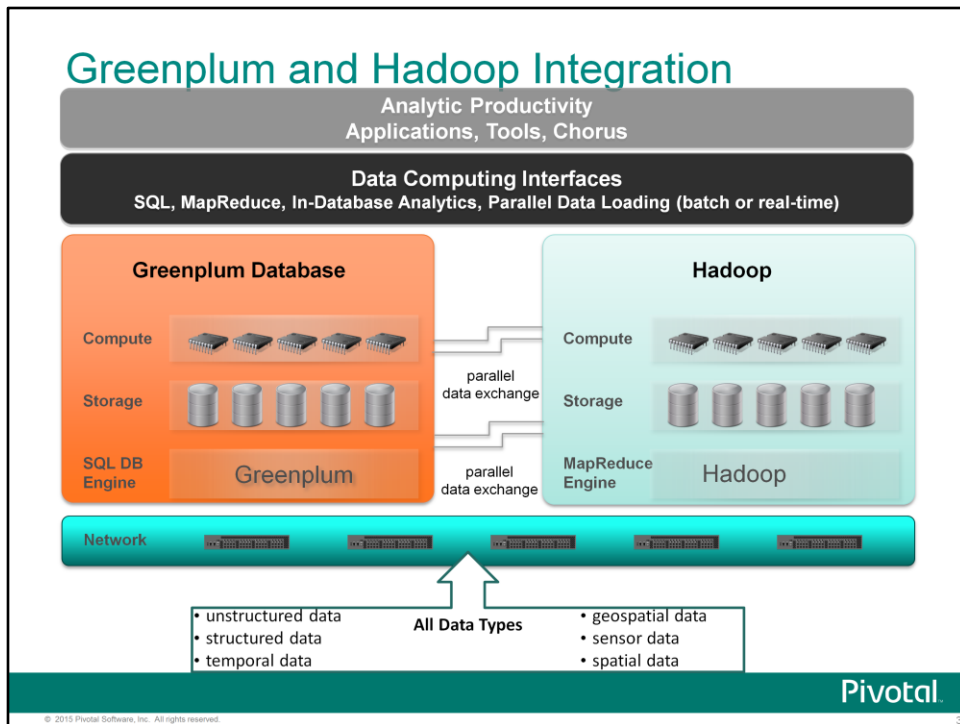 Greenplum and Hadoop Integration
Analytic Productivity
Applications, Tools, Chorus
Data Computing Interfaces
SQL, MapReduce, In-Database Analytics, Parallel Data Loading (batch or real-time)
Greenplum Database
Compute
Storage
SQL DB
Engine
Greenplum
parallel
data exchange
parallel
data exchange
Hadoop
Compute
Storage
MapReduce
Engine
Hadoop
Network
• unstructured data
• structured data
• temporal data
All Data Types
• geospatial data
• sensor data
• spatial data
Pivotal.
© 2015 Pivotal Software, Inc. All rights reserved.
3